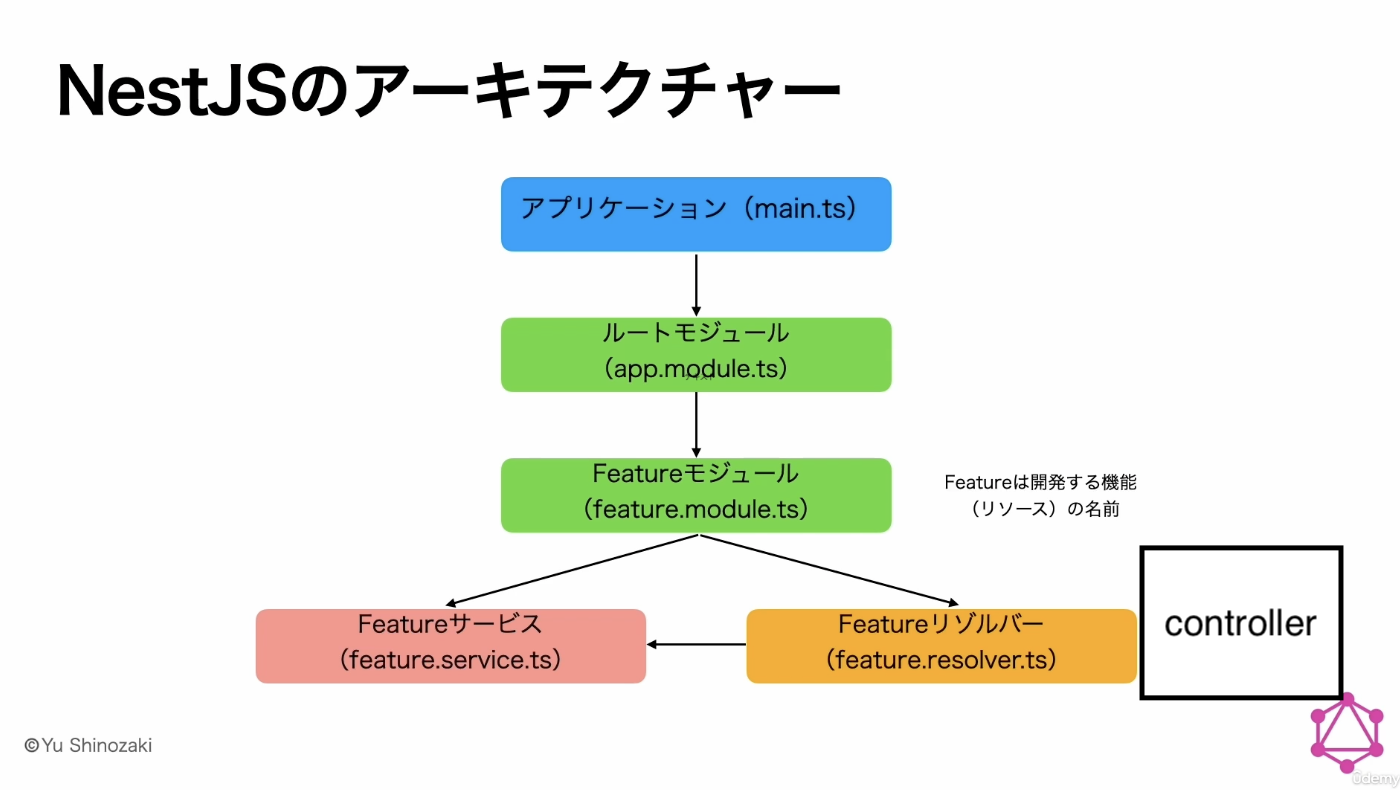 NestJSのアーキテクチャー
アプリケーション（main.ts）
ルートモジュール
（app.module.ts）
Featureモジュール
（feature.module.ts）
Featureは開発する機能
（リソース）の名前
Featureサービス
（feature.service.ts）
Featureリゾルバー
（feature.resolver.ts）
controller
©Yu Shinozaki
ûdemy